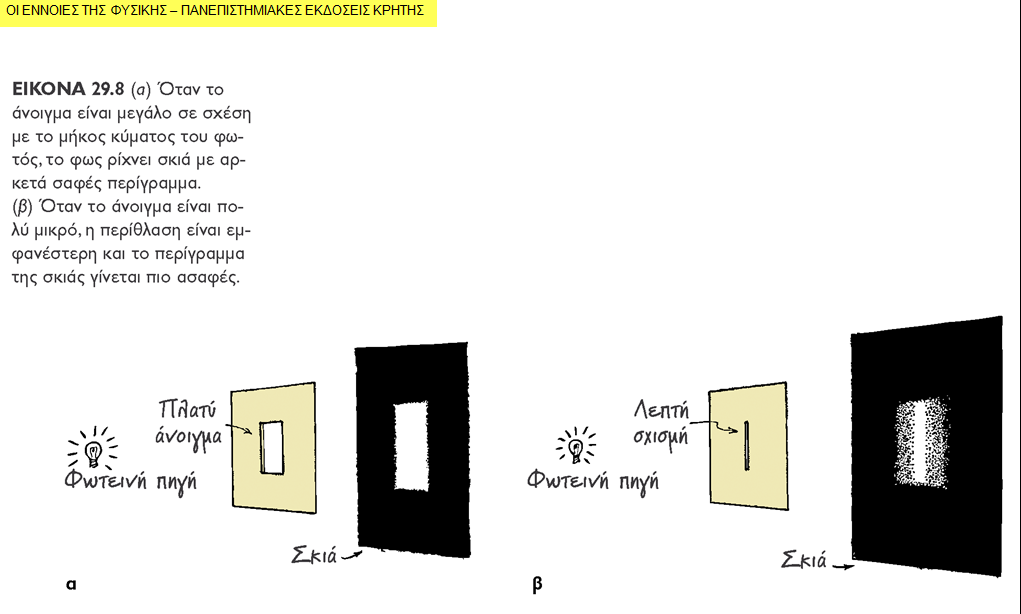 ΟΙ ΕΝΝΟΙΕΣ ΤΗΣ ΦΥΣΙΚΗΣ – ΠΑΝΕΠΙΣΤΗΜΙΑΚΕΣ ΕΚΔΟΣΕΙΣ ΚΡΗΤΗΣ
ΕΙΚΟΝΑ 29.8 (α) Όταν το
άνοιγμα είναι μεγάλο σε σχέση
με το μήκος κύματος του φω-
τός, το φως ρίχνει σκιά με αρ-
κετά σαφές περίγραμμα.
(β) Όταν το άνοιγμα είναι πο-
λύ μικρό, η περίθλαση είναι εμ-
φανέστερη και το περίγραμμα
της σκιάς γίνεται πιο ασαφές.
Πλατύ
άνοιγμα
Φωτεινή πηγή
Σκιά
α
Λεπτή
σχισμή
Φωτεινή πηγή
Σκιά
β